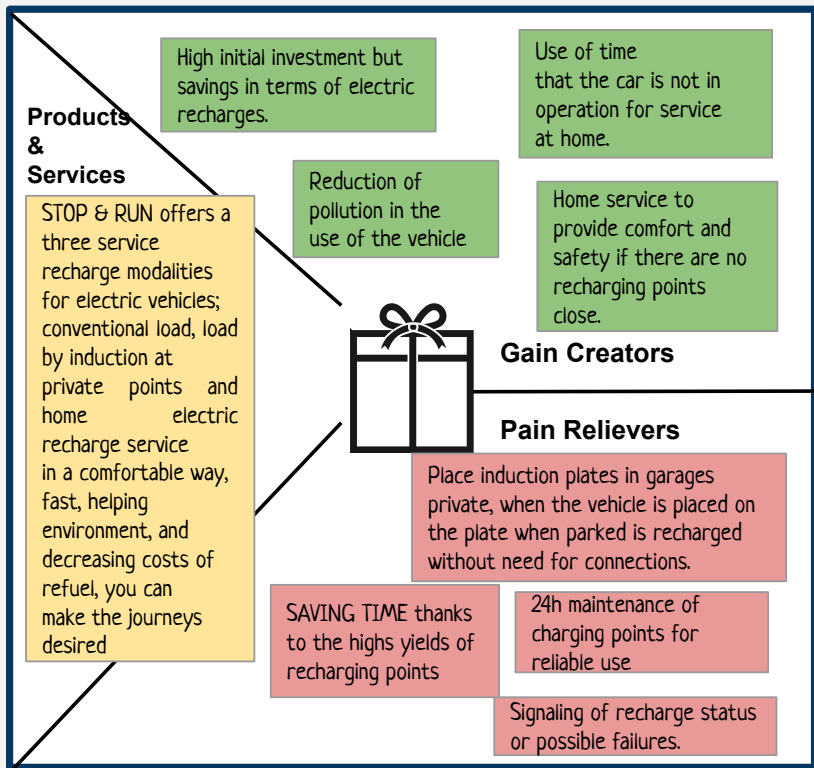 Products
&
Services
STOP & RUN offers a
three service
recharge modalities
for electric vehicles;
conventional load, load
by induction at
private points and
home electric
recharge service
in a comfortable way,
fast, helping
environment, and
decreasing costs of
refuel, you can
make the journeys
desired
High initial investment but
savings in terms of electric
recharges.
Use of time
that the car is not in
operation for service
at home.
Reduction of
pollution in the
use of the vehicle
Home service to
provide comfort and
safety if there are no
recharging points
close.
Gain Creators
Pain Relievers
Place induction plates in garages
private, when the vehicle is placed on
the plate when parked is recharged
without need for connections.
SAVING TIME thanks
to the highs yields of
recharging points
24h maintenance of
charging points for
reliable use
Signaling of recharge status
or possible failures.